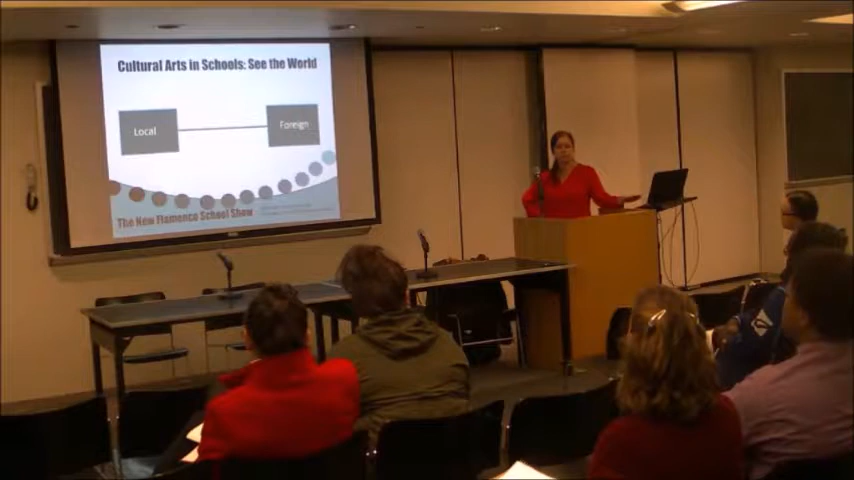 Cultural Arts in Schools: See the World
Local
Foreign
The New Flamenco School Show